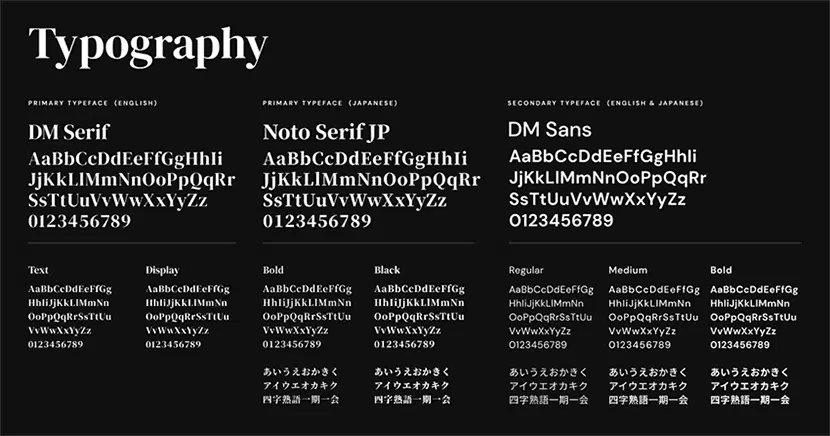 Typography
PRIMARY TYPEFACE (ENGLISH)
DM Serif
AaBbCcDdEeFfGgHhIi
JjKkLlMmNnOoPpQqRr
SsTtUuVvWwXxYyZz
0123456789
Text
AaBbCcDdEeFfGg
HhIiJjKkLlMmNn
OoPpQqRrSsTtUu
VvWwXxYyZz
0123456789
Display
AaBbCcDdEeFfGg
HhIiJjKkLlMmNn
OoPpQqRrSsTtUu
VvWwXxYyZz
0123456789
PRIMARY TYPEFACE (JAPANESE)
Noto Serif JP
AaBbCcDdEeFfGgHhIi
JjKkLlMmNnOoPpQqRr
SsTtUuVvWwXxYyZz
0123456789
Bold
AaBbCcDdEeFfGg
HhIiJjKkLlMmNn
OoPpQqRrSsTtUu
VvWwXxYyZz
0123456789
あいうえおかきく
アイウエオカキク
四字熟語一期一会
Black
AaBbCcDdEeFfGg
HhIiJjKkLlMmNn
OoPpQqRrSsTtUu
VvWwXxYyZz
0123456789
あいうえおかきく
アイウエオカキク
四字熟語一期一会
SECONDARY TYPEFACE (ENGLISH & JAPANESE)
DM Sans
AaBbCcDdEeFfGgHhIi
JjKkLlMmNnOoPpQqRr
SsTtUuVvWwXxYyZz
0123456789
Regular
AaBbCcDdEeFfGg
HhIiJjKkLlMmNn
OoPpQqRrSsTtUu
VvWwXxYyZz
0123456789
あいうえおかきく
アイウエオカキク
四字熟語一期一会
Medium
AaBbCcDdEeFfGg
HhIiJjKkLlMmNn
OoPpQqRrSsTtUu
VvWwXxYyZz
0123456789
あいうえおかきく
アイウエオカキク
四字熟語一期一会
Bold
AaBbCcDdEeFfGg
HhIiJjKkLlMmNn
OoPpQqRrSsTtUu
VvWwXxYyZz
0123456789
あいうえおかきく
アイウエオカキク
四字熟語一期一会